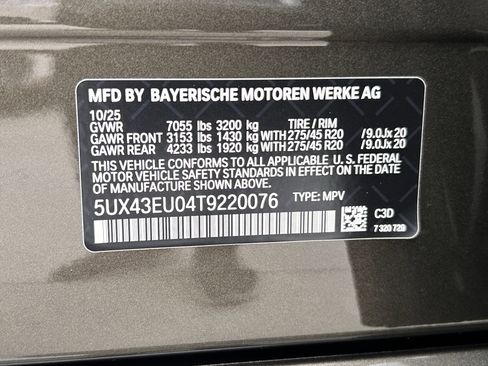 MFD BY BAYERISCHE MOTOREN WERKE AG
10/25
GVWR 7055 lbs 3200 kg TIRE / RIM
GAWR FRONT 3153 lbs 1430 kg WITH 275/45 R20 /9.0Jx20
GAWR REAR 4233 lbs 1920 kg WITH 275/45 R20 /9.0Jx20
THIS VEHICLE CONFORMS TO ALL APPLICABLE U. S. FEDERAL
MOTOR VEHICLE SAFETY STANDARDS IN EFFECT ON THE DATE
OF MANUFACTURE SHOWN ABOVE.
5UX43EU04T9220076 TYPE: MPV
C3D
7 320 720